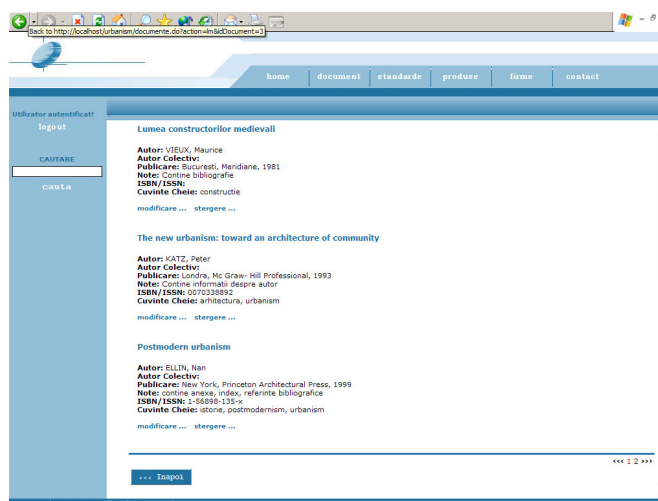 Back to http://localhost/urbanism/documente.do?action=lm&idDocument=3
home document standarde produse firme contact
Utilizator autentificat!
logout
CAUTARE
cauta
Lumea constructorilor medievali
Autor: VIEUX, Maurice
Autor Colectiv:
Publicare: Bucuresti, Meridiane, 1981
Note: Contine bibliografie
ISBN/ISSN:
Cuvinte Cheie: constructie
modificare ... stergere ...
The new urbanism: toward an architecture of community
Autor: KATZ, Peter
Autor Colectiv:
Publicare: Londra, Mc Graw- Hill Professional, 1993
Note: Contine informatii despre autor
ISBN/ISSN: 0070338892
Cuvinte Cheie: arhitectura, urbanism
modificare ... stergere ...
Postmodern urbanism
Autor: ELLIN, Nan
Autor Colectiv:
Publicare: New York, Princeton Architectural Press, 1999
Note: contine anexe, index, referinte bibliografice
ISBN/ISSN: 1-56898-135-x
Cuvinte Cheie: istorie, postmodernism, urbanism
modificare ... stergere ...
‹‹‹ 1 2 ›››
‹‹‹ Inapoi